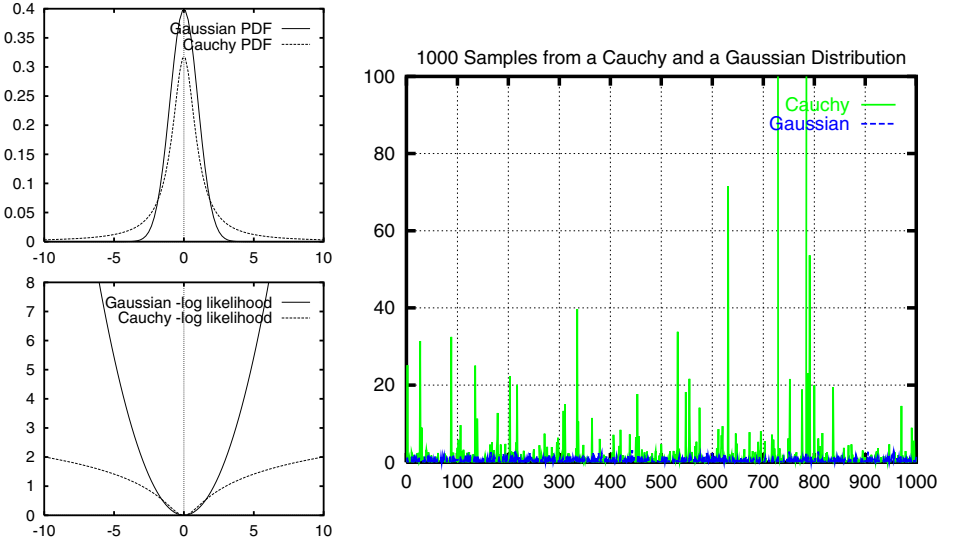 0.4
0.35
0.3
0.25
0.2
0.15
0.1
0.05
0
-10 -5 0 5 10
Gaussian PDF
Cauchy PDF
8
7
6
5
4
3
2
1
0
-10 -5 0 5 10
Gaussian -log likelihood
Cauchy -log likelihood
1000 Samples from a Cauchy and a Gaussian Distribution
100
80
60
40
20
0
0 100 200 300 400 500 600 700 800 900 1000
Cauchy
Gaussian